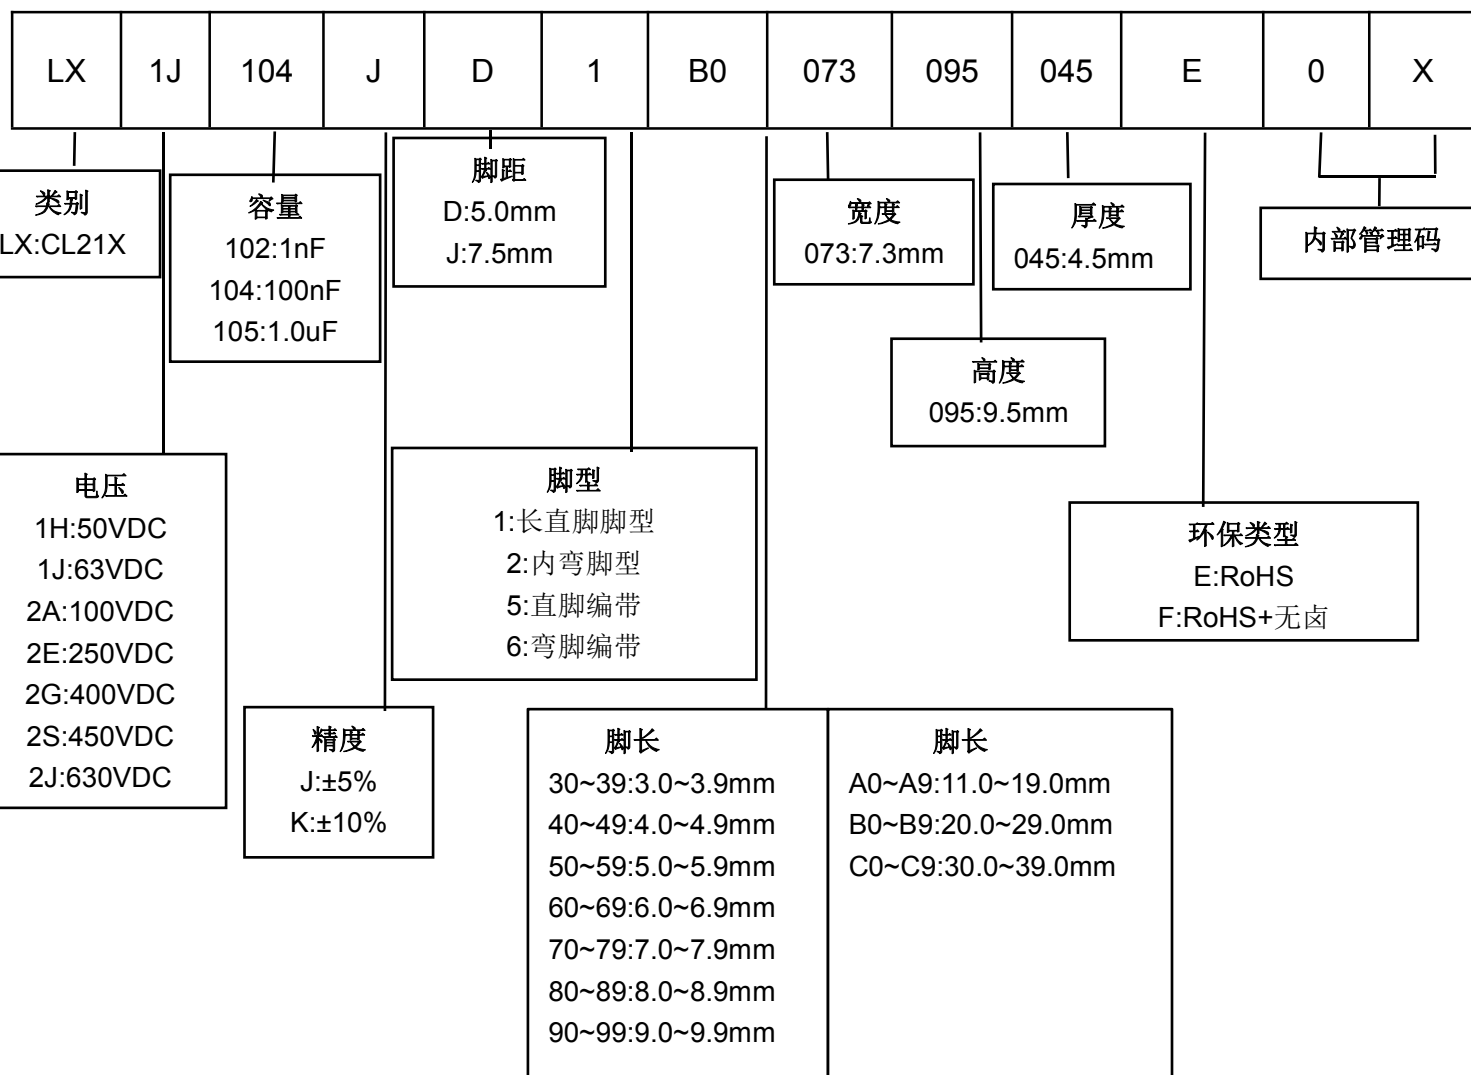 LX 1J 104 J D 1 B0 073 095 045 E 0 X
类别
LX:CL21X
容量
102:1nF
104:100nF
105:1.0uF
脚距
D:5.0mm
J:7.5mm
宽度
073:7.3mm
厚度
045:4.5mm
内部管理码
高度
095:9.5mm
电压
1H:50VDC
1J:63VDC
2A:100VDC
2E:250VDC
2G:400VDC
2S:450VDC
2J:630VDC
脚型
1:长直脚脚型
2:内弯脚型
5:直脚编带
6:弯脚编带
环保类型
E:RoHS
F:RoHS+无卤
精度
J:±5%
K:±10%
脚长
30~39:3.0~3.9mm
40~49:4.0~4.9mm
50~59:5.0~5.9mm
60~69:6.0~6.9mm
70~79:7.0~7.9mm
80~89:8.0~8.9mm
90~99:9.0~9.9mm
脚长
A0~A9:11.0~19.0mm
B0~B9:20.0~29.0mm
C0~C9:30.0~39.0mm